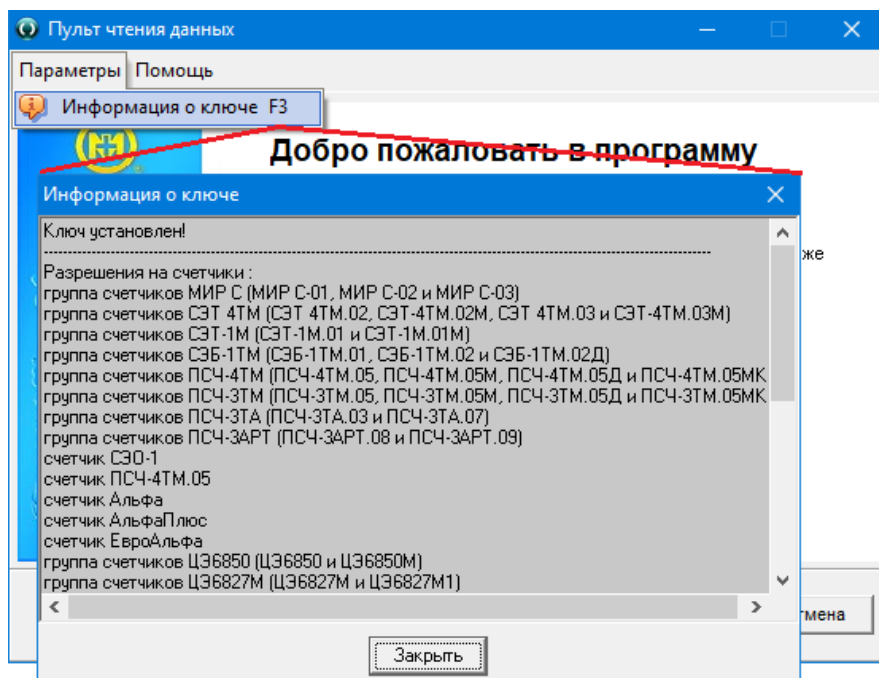 Пульт чтения данных
Параметры Помощь
Информация о ключе F3
Добро пожаловать в программу
Информация о ключе
Ключ установлен!
Разрешения на счетчики :
группа счетчиков МИР С (МИР С-01, МИР С-02 и МИР С-03)
группа счетчиков СЭТ 4ТМ (СЭТ 4ТМ.02, СЭТ-4ТМ.02М, СЭТ 4ТМ.03 и СЭТ-4ТМ.03М)
группа счетчиков СЭТ-1М (СЭТ-1М.01 и СЭТ-1М.01М)
группа счетчиков СЭБ-1ТМ (СЭБ-1ТМ.01, СЭБ-1ТМ.02 и СЭБ-1ТМ.02Д)
группа счетчиков ПСЧ-4ТМ (ПСЧ-4ТМ.05, ПСЧ-4ТМ.05М, ПСЧ-4ТМ.05Д и ПСЧ-4ТМ.05МК
группа счетчиков ПСЧ-3ТМ (ПСЧ-3ТМ.05, ПСЧ-3ТМ.05М, ПСЧ-3ТМ.05Д и ПСЧ-3ТМ.05МК
группа счетчиков ПСЧ-3ТА (ПСЧ-3ТА.03 и ПСЧ-3ТА.07)
группа счетчиков ПСЧ-3АРТ (ПСЧ-3АРТ.08 и ПСЧ-3АРТ.09)
счетчик СЭО-1
счетчик ПСЧ-4ТМ.05
счетчик Альфа
счетчик АльфаПлюс
счетчик ЕвроАльфа
группа счетчиков ЦЭ6850 (ЦЭ6850 и ЦЭ6850М)
группа счетчиков ЦЭ6827М (ЦЭ6827М и ЦЭ6827М1)
же
тмена
Закрыть